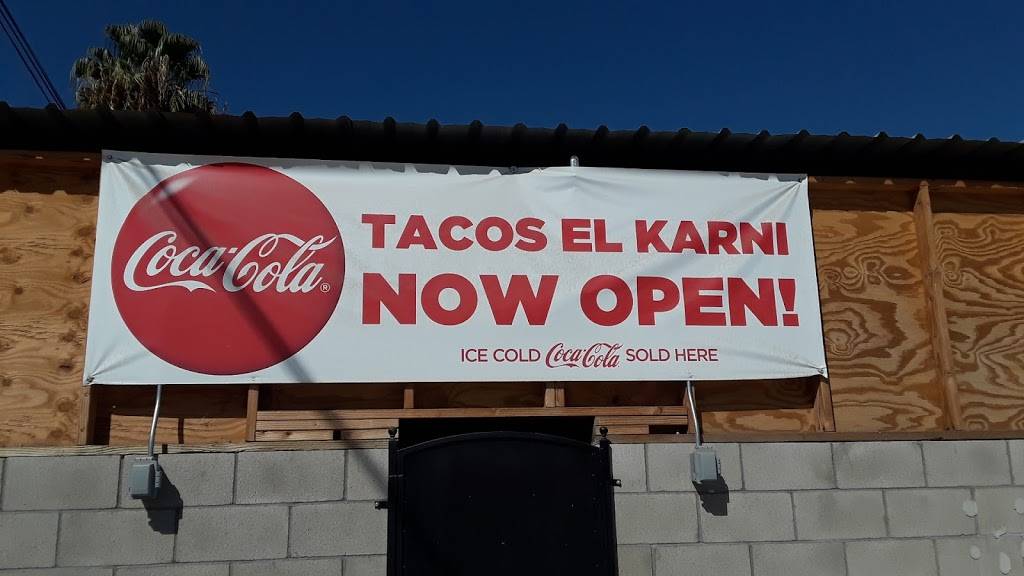 Coca-Cola®
TACOS EL KARNI
NOW OPEN!
ICE COLD Coca-Cola SOLD HERE